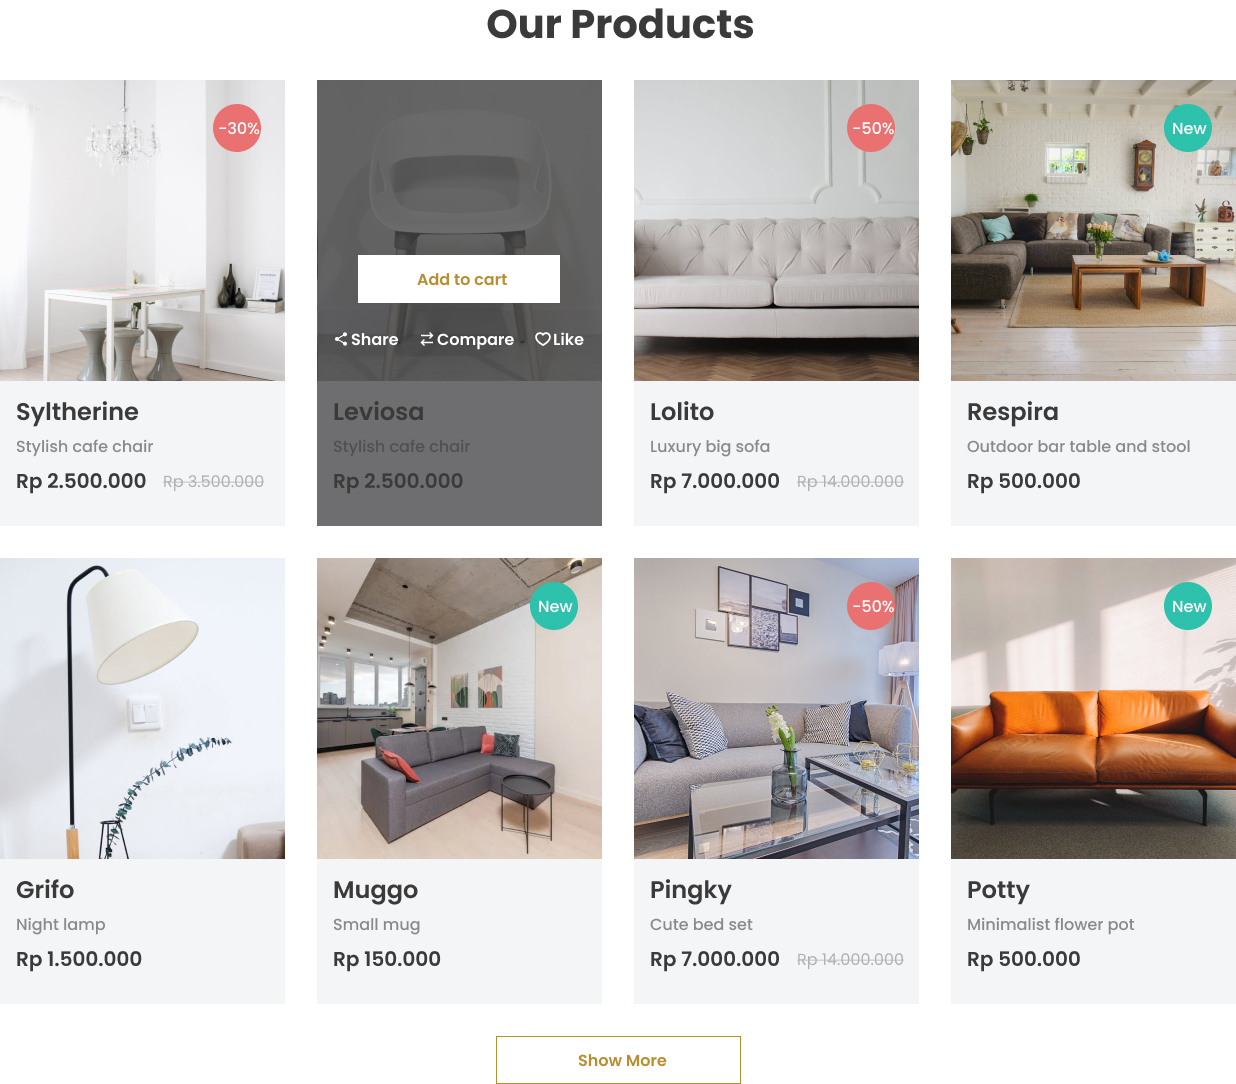 Our Products
-30%
-50%
New
Add to cart
Share Compare Like
Syltherine
Stylish cafe chair
Rp 2.500.000 Rp 3.500.000
Leviosa
Stylish cafe chair
Rp 2.500.000
Lolito
Luxury big sofa
Rp 7.000.000 Rp 14.000.000
Respira
Outdoor bar table and stool
Rp 500.000
New
-50%
New
Grifo
Night lamp
Rp 1.500.000
Muggo
Small mug
Rp 150.000
Pingky
Cute bed set
Rp 7.000.000 Rp 14.000.000
Potty
Minimalist flower pot
Rp 500.000
Show More